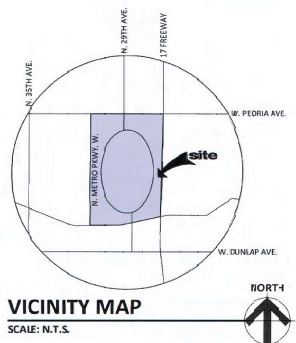 N. 35TH AVE.
N. 29TH AVE.
17 FREEWAY
W. PEORIA AVE.
N. METRO PKWY. W.
site
W. DUNLAP AVE.
VICINITY MAP
SCALE: N.T.S.
NORTH